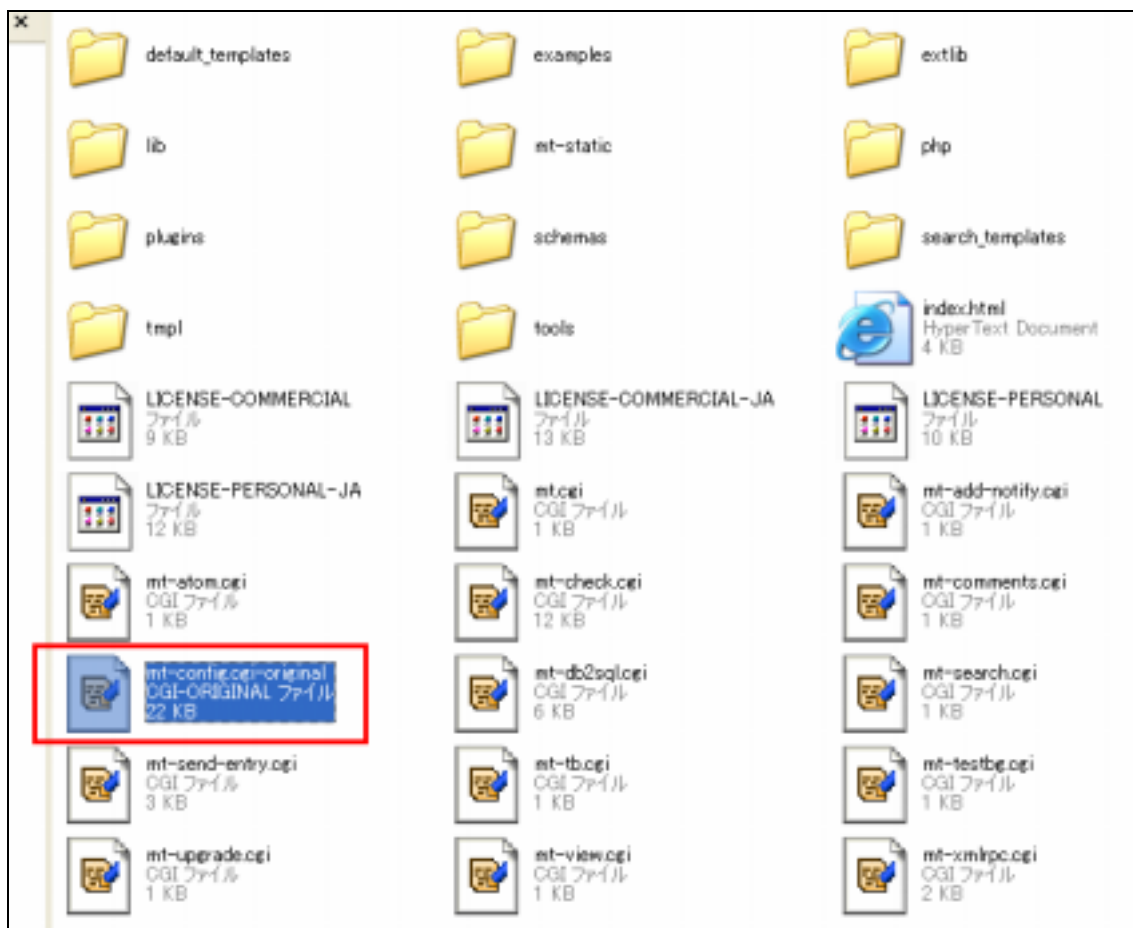 default_templates
examples
extlib
lib
mt-static
php
plugins
schemas
search_templates
tmpl
tools
index.html
HyperText Document
4 KB
LICENSE-COMMERCIAL
ファイル
9 KB
LICENSE-COMMERCIAL-JA
ファイル
13 KB
LICENSE-PERSONAL
ファイル
10 KB
LICENSE-PERSONAL-JA
ファイル
12 KB
mt.cgi
CGI ファイル
1 KB
mt-add-notify.cgi
CGI ファイル
1 KB
mt-atom.cgi
CGI ファイル
1 KB
mt-check.cgi
CGI ファイル
12 KB
mt-comments.cgi
CGI ファイル
1 KB
mt-config.cgi-original
CGI-ORIGINAL ファイル
22 KB
mt-db2sql.cgi
CGI ファイル
6 KB
mt-search.cgi
CGI ファイル
1 KB
mt-send-entry.cgi
CGI ファイル
3 KB
mt-tb.cgi
CGI ファイル
1 KB
mt-testbg.cgi
CGI ファイル
1 KB
mt-upgrade.cgi
CGI ファイル
1 KB
mt-view.cgi
CGI ファイル
1 KB
mt-xmlrpc.cgi
CGI ファイル
2 KB